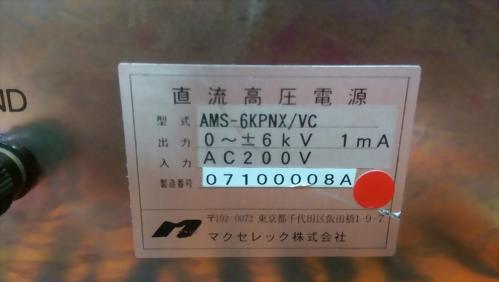 ND
直流高圧電源
型式 AMS-6KPNX/VC
出力 0～±6kV 1mA
入力 AC200V
製造番号 07100008A
〒102-0072 東京都千代田区飯田橋1-9-7
マクセレック株式会社